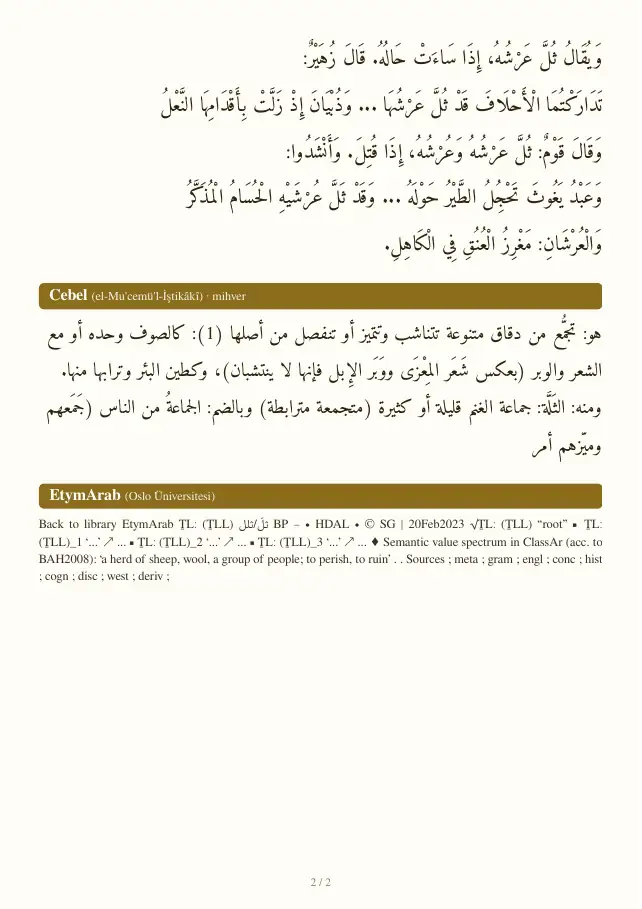 وَيُقَالُ ثُلَّ عَرْشُهُ، إِذَا سَاءَتْ حَالُهُ. قَالَ زُهَيْرٌ:
تَدَارَكْتُمَا الْأَحْلَافَ قَدْ ثُلَّ عَرْشُهَا ... وَذُبْيَانَ إِذْ زَلَّتْ بِأَقْدَامِهَا النَّعْلُ
وَقَالَ قَوْمٌ: ثُلَّ عَرْشُهُ وَعُرْشُهُ، إِذَا قُتِلَ. وَأَنْشَدُوا:
وَعَبْدُ يَغُوثَ تَحْجِلُ الطَّيْرُ حَوْلَهُ ... وَقَدْ ثَلَّ عُرْشَيْهِ الْحُسَامُ الْمُذَكَّرُ
وَالْعُرْشَانِ: مَغْرِزُ الْعُنُقِ فِي الْكَاهِلِ.
Cebel (el-Mu'cemü'l-İştikâkî) · mihver
هو: تجمُّع من دقاق متنوعة تتناشب وتتميز أو تنفصل من أصلها (1): كالصوف وحده أو مع
الشعر والوبر (بعكس شَعَر المِعْزَى ووَبَر الإبل فإنها لا ينتشبان)، وكطين البئر وترابها منها.
ومنه: الثَلَّة: جماعة الغنم قليلة أو كثيرة (متجمعة مترابطة) وبالضم: الجماعةُ من الناس (جَمَعهم
وميّزهم أمر
EtymArab (Oslo Üniversitesi)
Back to library EtymArab ṮL: (ṮLL) ثلّ/ثلل BP – • HDAL • © SG | 20Feb2023 √ṮL: (ṮLL) “root” ▪ ṮL:
(ṮLL)_1 ‘...’ ↗ ... ▪ ṮL: (ṮLL)_2 ‘...’ ↗ ... ▪ ṮL: (ṮLL)_3 ‘...’ ↗ ... ♦ Semantic value spectrum in ClassAr (acc. to
BAH2008): ‘a herd of sheep, wool, a group of people; to perish, to ruin’ . . Sources ; meta ; gram ; engl ; conc ; hist
; cogn ; disc ; west ; deriv ;
2 / 2